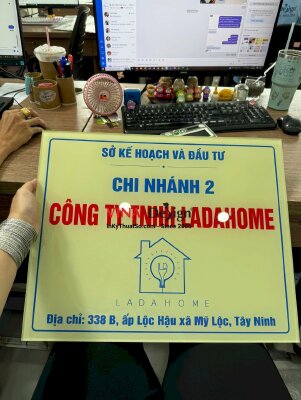 SỞ KẾ HOẠCH VÀ ĐẦU TƯ
CHI NHÁNH 2
CÔNG TY TNHH LADAHOME
LADAHOME
Địa chỉ: 338 B, ấp Lộc Hậu xã Mỹ Lộc, Tây Ninh